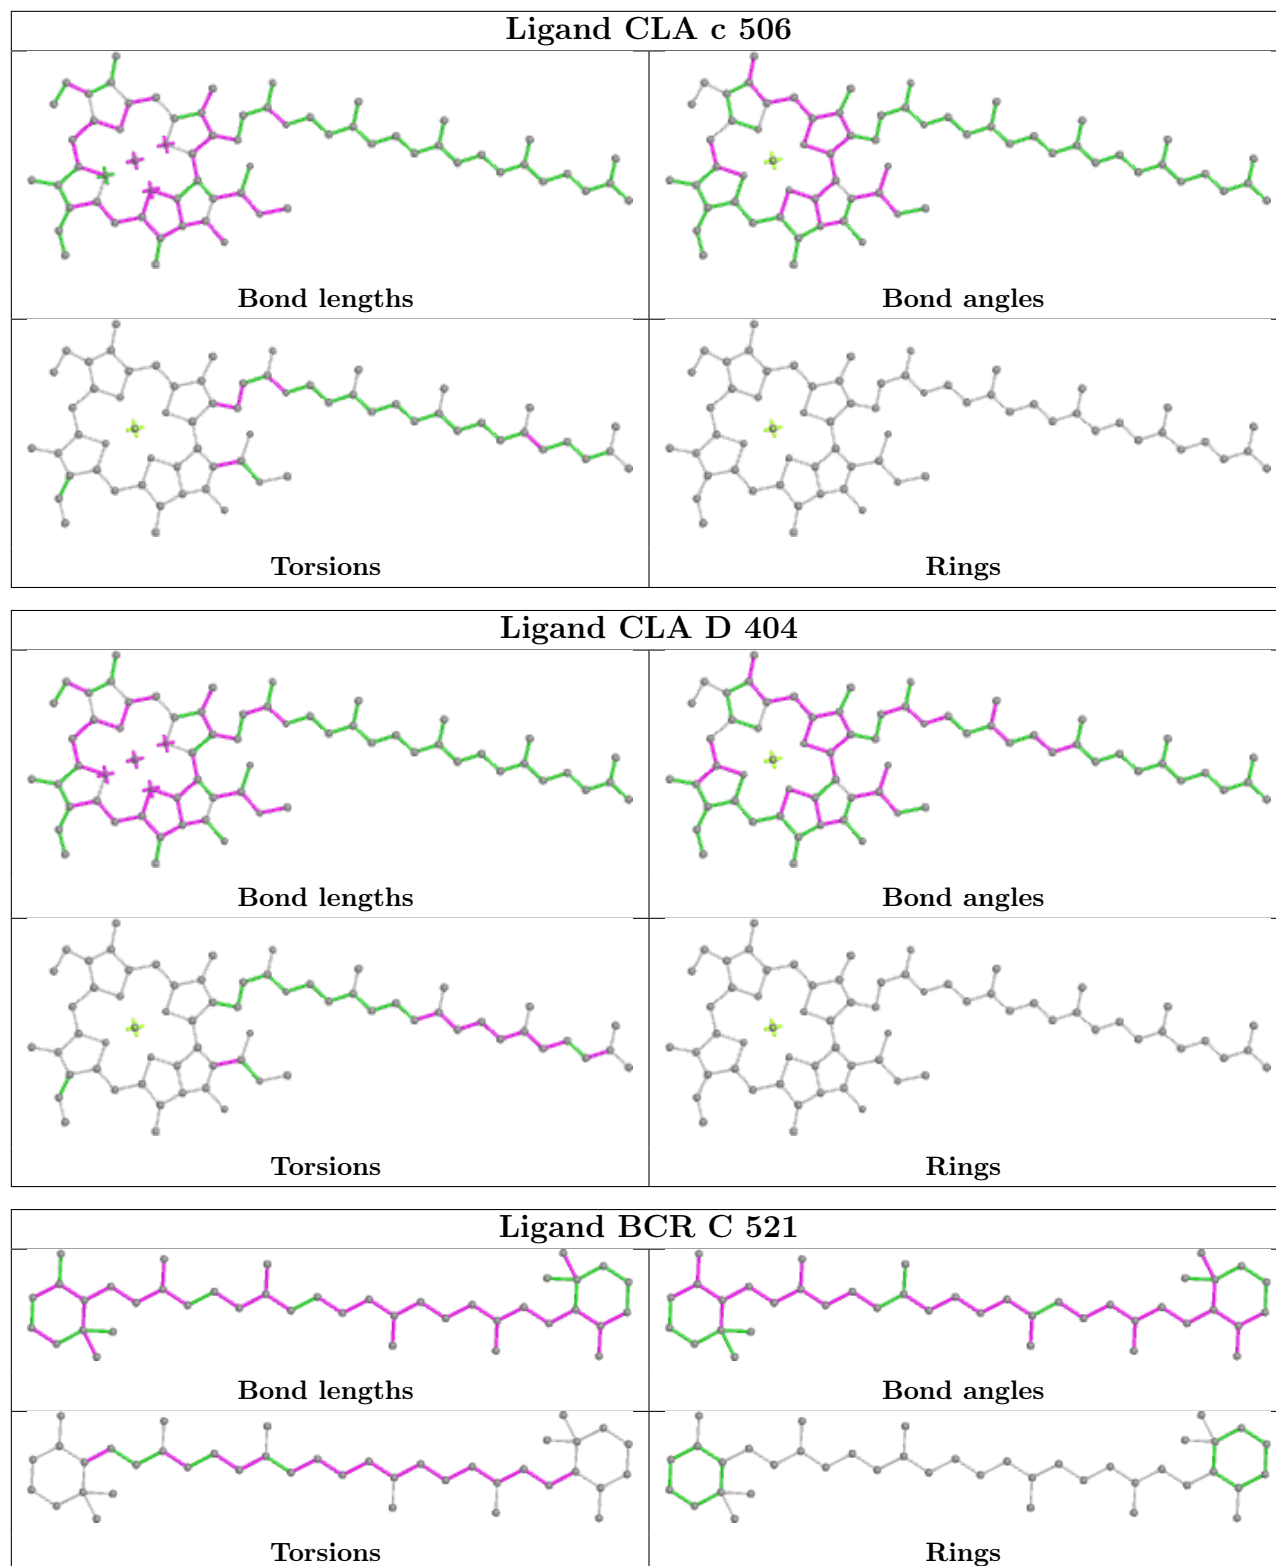 Ligand CLA c 506
Bond lengths
Bond angles
Torsions
Rings
Ligand CLA D 404
Bond lengths
Bond angles
Torsions
Rings
Ligand BCR C 521
Bond lengths
Bond angles
Torsions
Rings